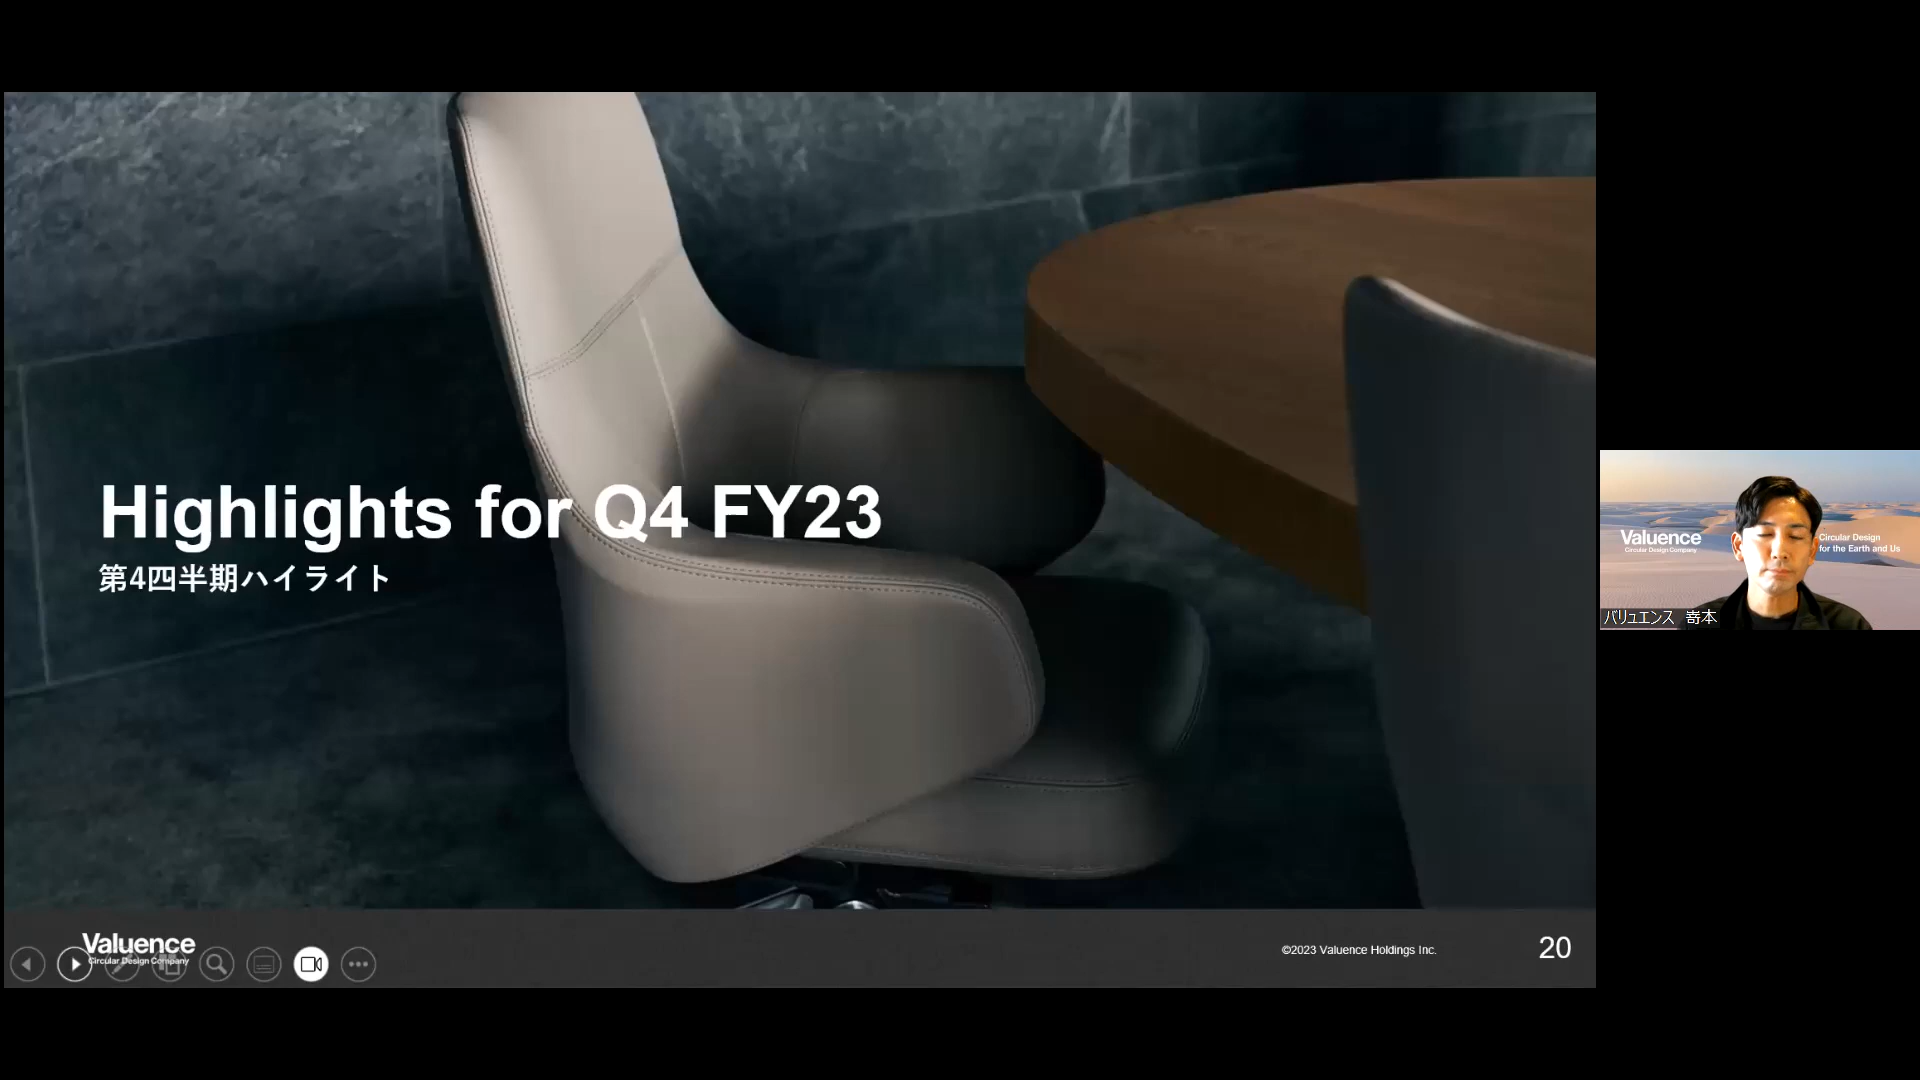 Highlights for Q4 FY23
第4四半期ハイライト
Valuence
Circular Design Company
©2023 Valuence Holdings Inc.
20
Valuence
Circular Design Company
Circular Design
for the Earth and Us
バリュエンス 嵜本